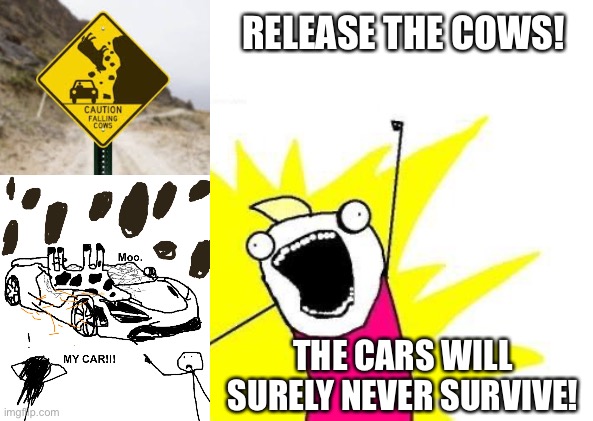 RELEASE THE COWS!
CAUTION
FALLING
COWS
Moo.
MY CAR!!!
THE CARS WILL
SURELY NEVER SURVIVE!
imgflip.com